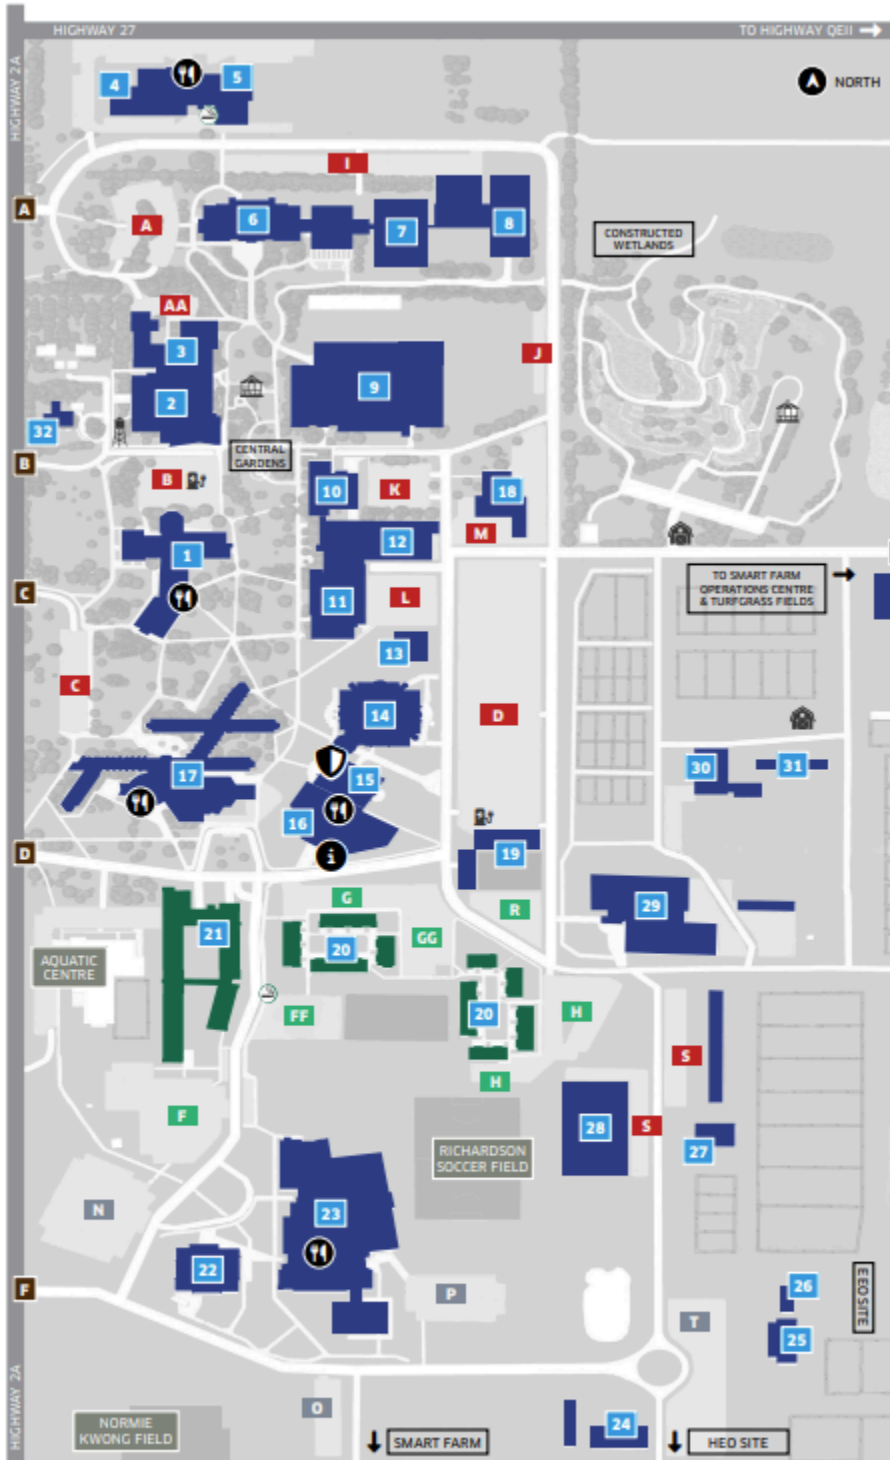 HIGHWAY 27
TO HIGHWAY QEII
HIGHWAY 2A
4
5
NORTH
I
A
A
6
7
8
CONSTRUCTED
WETLANDS
AA
3
J
2
9
32
B
CENTRAL
GARDENS
B
10
K
18
M
1
12
C
11
L
TO SMART FARM
OPERATIONS CENTRE
& TURFGRASS FIELDS
13
C
14
D
17
15
30
31
16
D
19
G
R
29
21
20
GG
AQUATIC
CENTRE
FF
20
H
H
S
F
28
S
27
RICHARDSON
SOCCER FIELD
N
23
22
F
P
26
EEO SITE
T
25
HIGHWAY 2A
O
NORMIE
KWONG FIELD
24
SMART FARM
HEO SITE